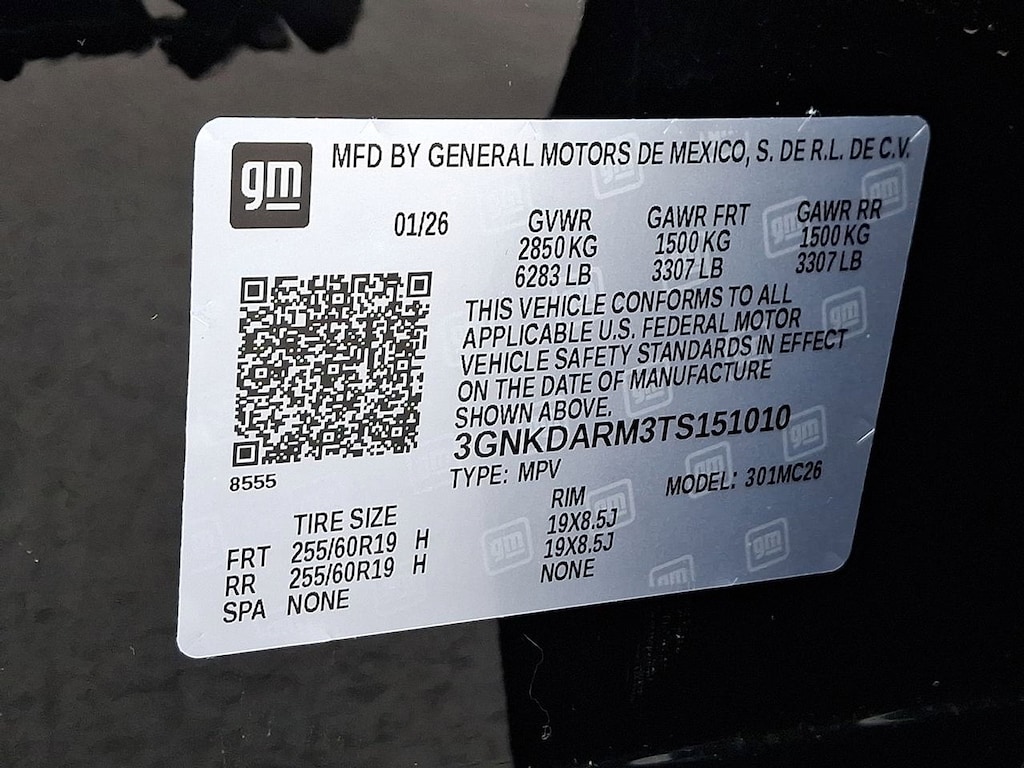 gm MFD BY GENERAL MOTORS DE MEXICO, S. DE R.L. DE C.V.
01/26 GVWR GAWR FRT GAWR RR
2850 KG 1500 KG 1500 KG
6283 LB 3307 LB 3307 LB
THIS VEHICLE CONFORMS TO ALL
APPLICABLE U.S. FEDERAL MOTOR
VEHICLE SAFETY STANDARDS IN EFFECT
ON THE DATE OF MANUFACTURE
SHOWN ABOVE.
3GNKDARM3TS151010
8555
TYPE: MPV MODEL: 301MC26
TIRE SIZE RIM
FRT 255/60R19 H 19X8.5J
RR 255/60R19 H 19X8.5J
SPA NONE NONE